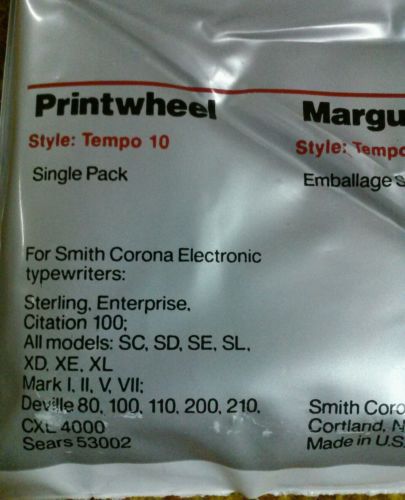 Printwheel
Style: Tempo 10
Single Pack
For Smith Corona Electronic
typewriters:
Sterling, Enterprise,
Citation 100;
All models: SC, SD, SE, SL,
XD, XE, XL
Mark I, II, V, VII;
Deville 80, 100, 110, 200, 210,
CXL 4000
Sears 53002
Margu
Style: Tempo
Emballage s
Smith Coro
Cortland, N
Made in U.S.